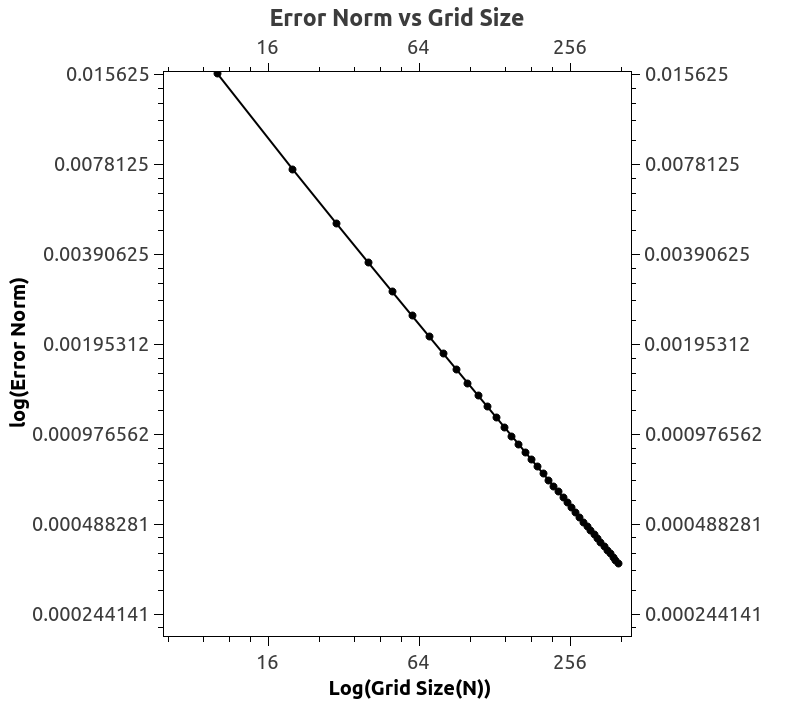 Error Norm vs Grid Size
16 64 256
0.015625 0.015625
0.0078125 0.0078125
0.00390625 0.00390625
0.00195312 0.00195312
0.000976562 0.000976562
0.000488281 0.000488281
0.000244141 0.000244141
log(Error Norm)
16 64 256
Log(Grid Size(N))